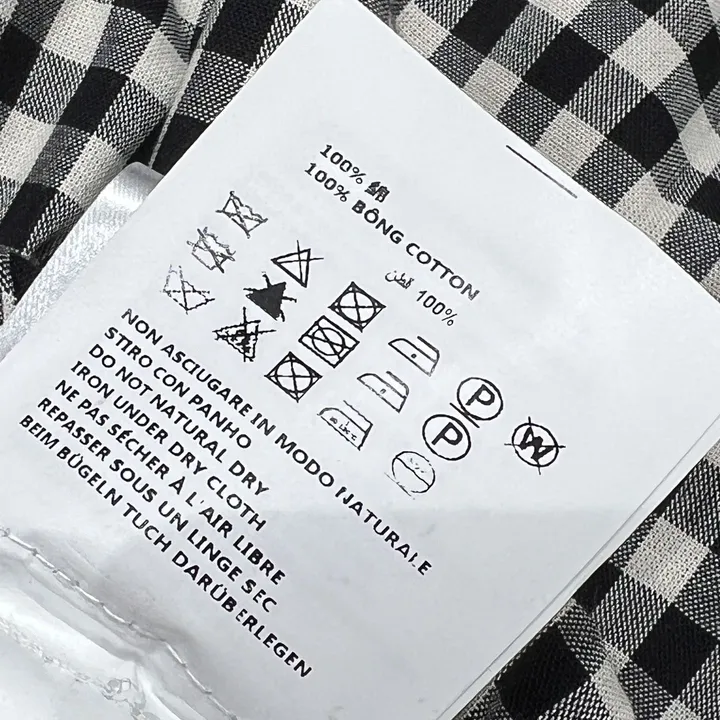 100% 綿
100% BÔNG COTTON
100% قطن
P
P
W
NON ASCIUGARE IN MODO NATURALE
STIRO CON PANHO
DO NOT NATURAL DRY
IRON UNDER DRY CLOTH
NE PAS SÉCHER À L'AIR LIBRE
REPASSER SOUS UN LINGE SEC
BEIM BÜGELN TUCH DARÜBERLEGEN